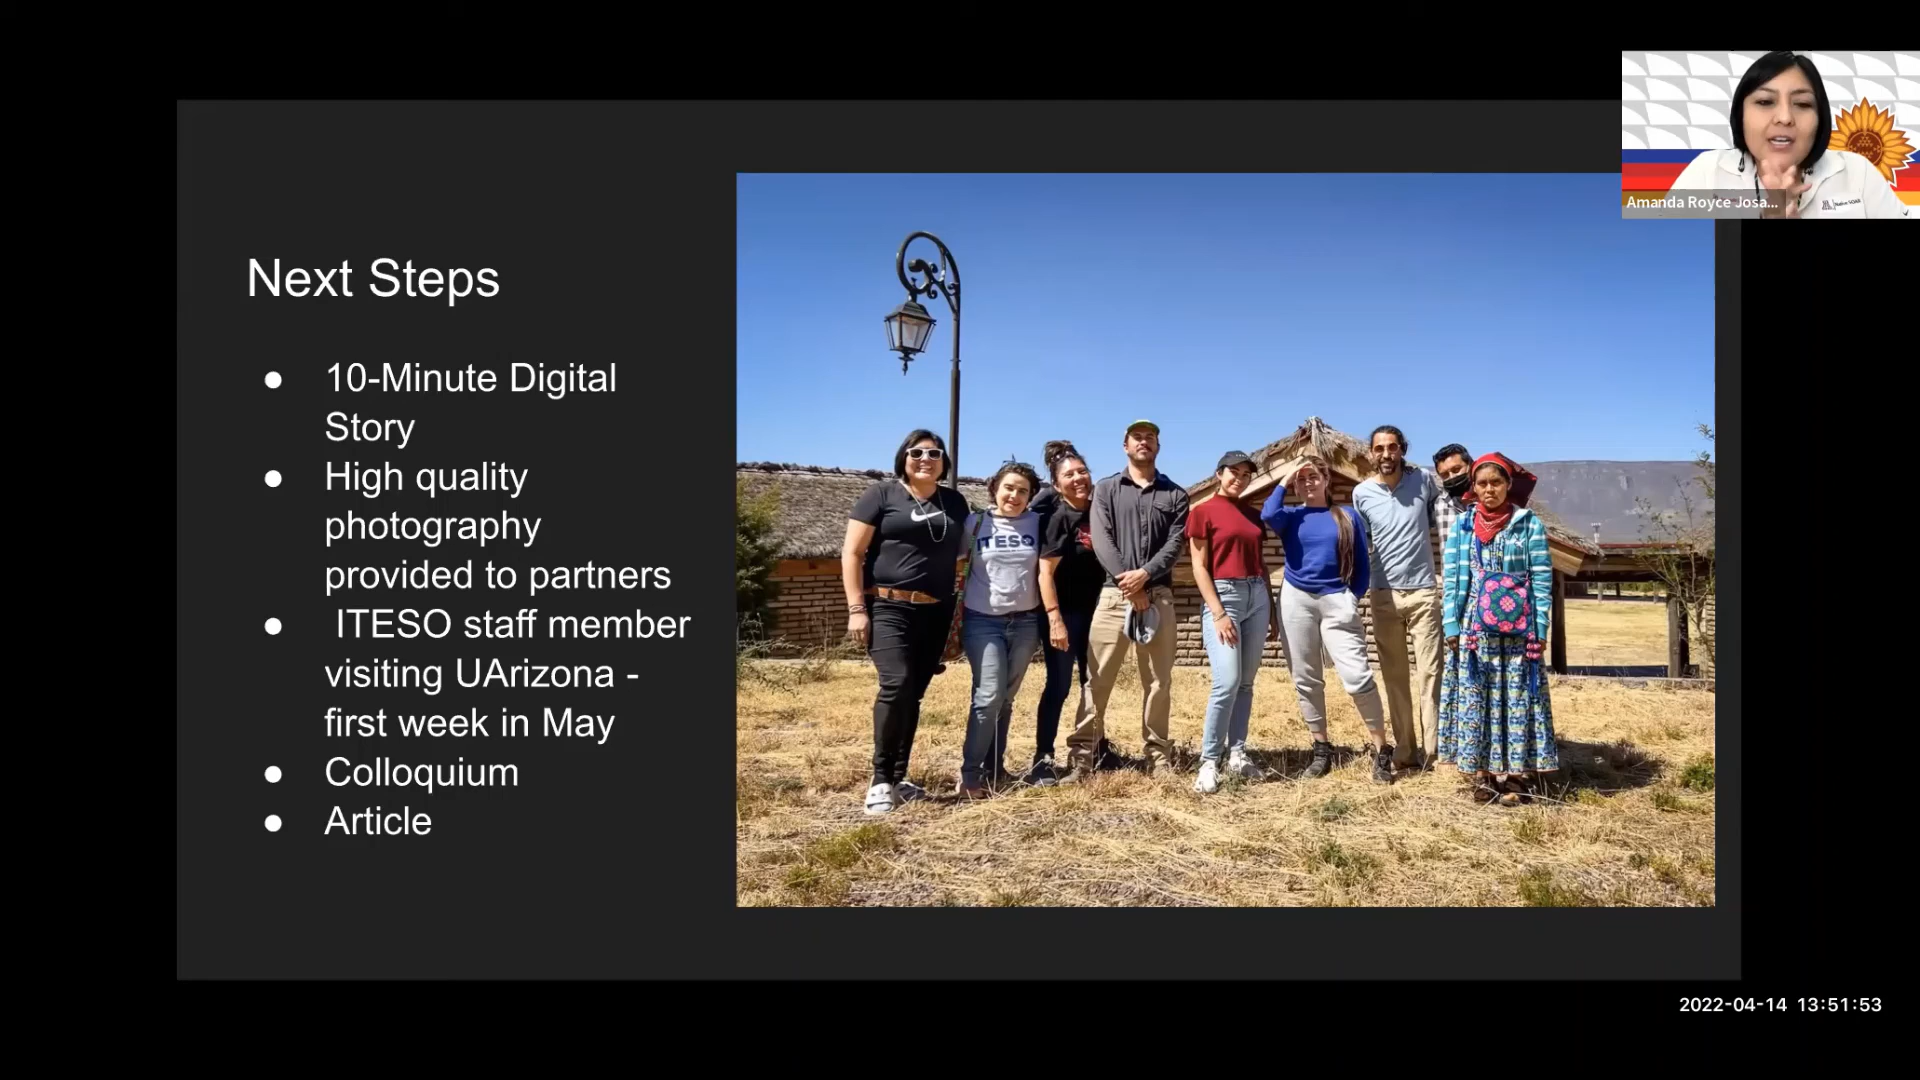 Amanda Royce Josa...
Next Steps
● 10-Minute Digital
Story
● High quality
photography
provided to partners
● ITESO staff member
visiting UArizona -
first week in May
● Colloquium
● Article
ITESO
2022-04-14 13:51:53